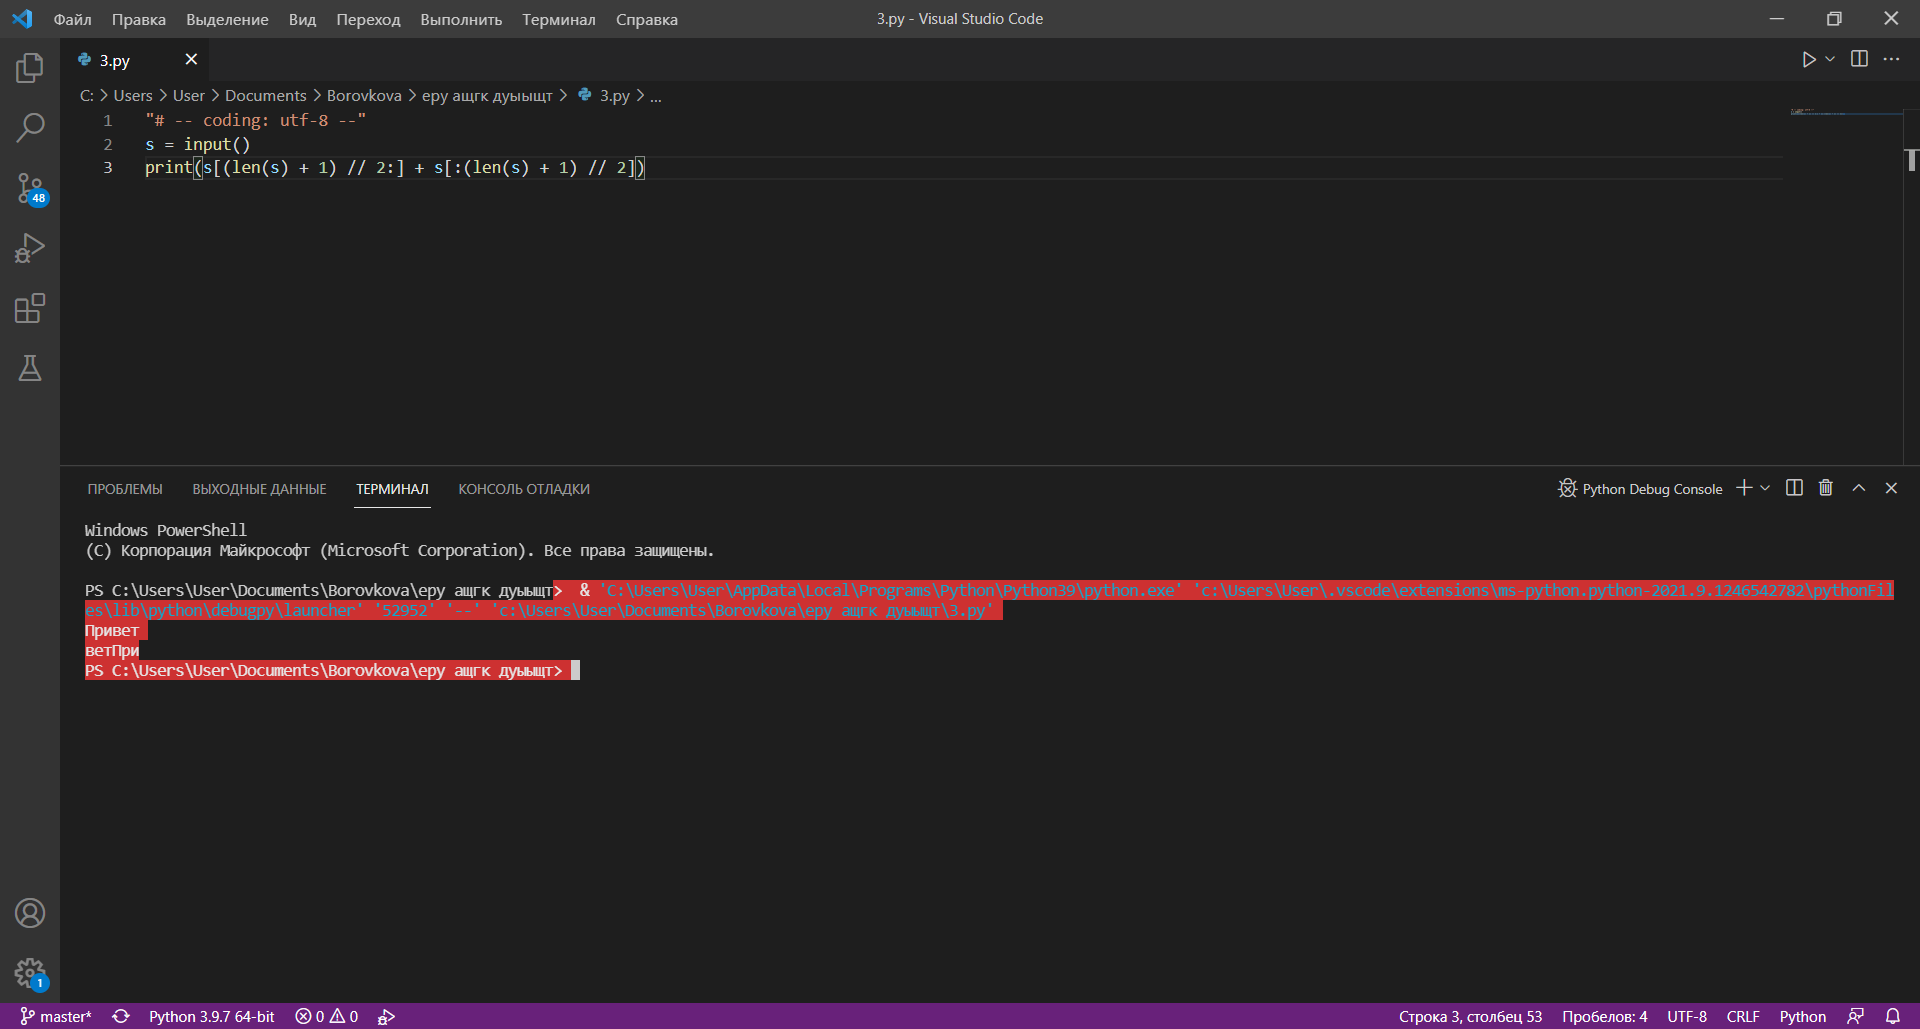 Файл Правка Выделение Вид Переход Выполнить Терминал Справка
3.py - Visual Studio Code
3.py
C: > Users > User > Documents > Borovkova > еру ащгк дуыыщт > 3.py > ...
1 "# -- coding: utf-8 --"
2 s = input()
3 print(s[(len(s) + 1) // 2:] + s[:(len(s) + 1) // 2])
48
ПРОБЛЕМЫ ВЫХОДНЫЕ ДАННЫЕ ТЕРМИНАЛ КОНСОЛЬ ОТЛАДКИ
Python Debug Console
Windows PowerShell
(C) Корпорация Майкрософт (Microsoft Corporation). Все права защищены.
PS C:\Users\User\Documents\Borovkova\еру ащгк дуыыщт>  & 'C:\Users\User\AppData\Local\Programs\Python\Python39\python.exe' 'c:\Users\User\.vscode\extensions\ms-python.python-2021.9.1246542782\pythonFil
es\lib\python\debugpy\launcher' '52952' '--' 'c:\Users\User\Documents\Borovkova\еру ащгк дуыыщт\3.py'
Привет
ветПри
PS C:\Users\User\Documents\Borovkova\еру ащгк дуыыщт>
1
master* Python 3.9.7 64-bit 0 0
Строка 3, столбец 53 Пробелов: 4 UTF-8 CRLF Python